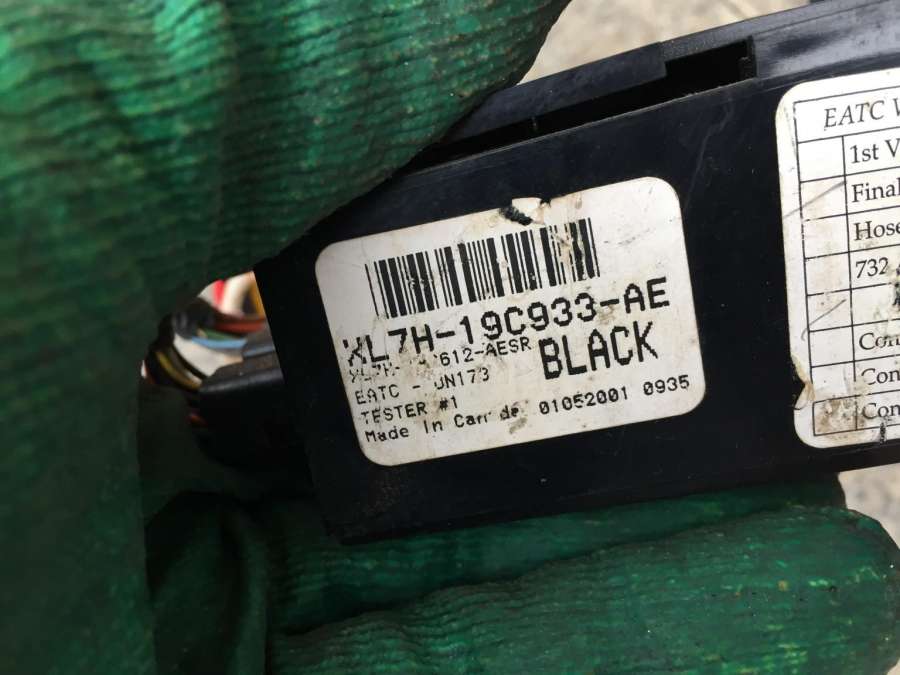 XL7H-19C933-AE
612-AESR BLACK
EATC - UN173
TESTER #1
Made In 01052001 0935
EATC
1st
Final
Hose
732